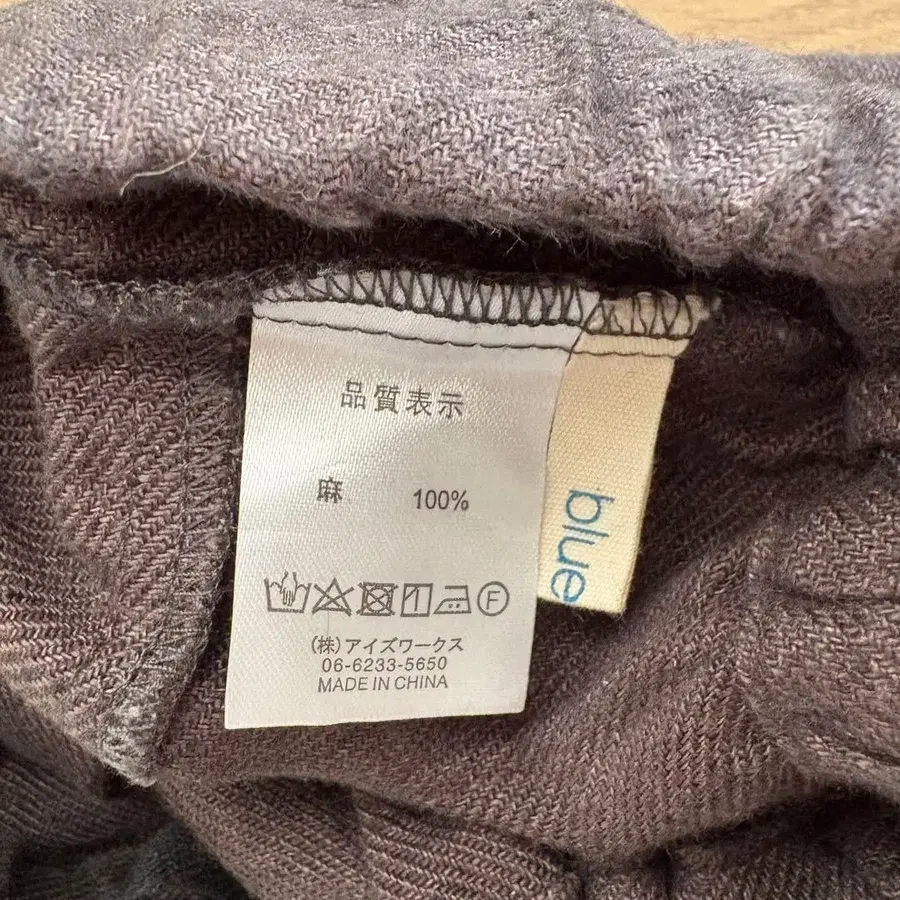 品質表示
麻 100%
F
(株)アイズワークス
06-6233-5650
MADE IN CHINA
blue